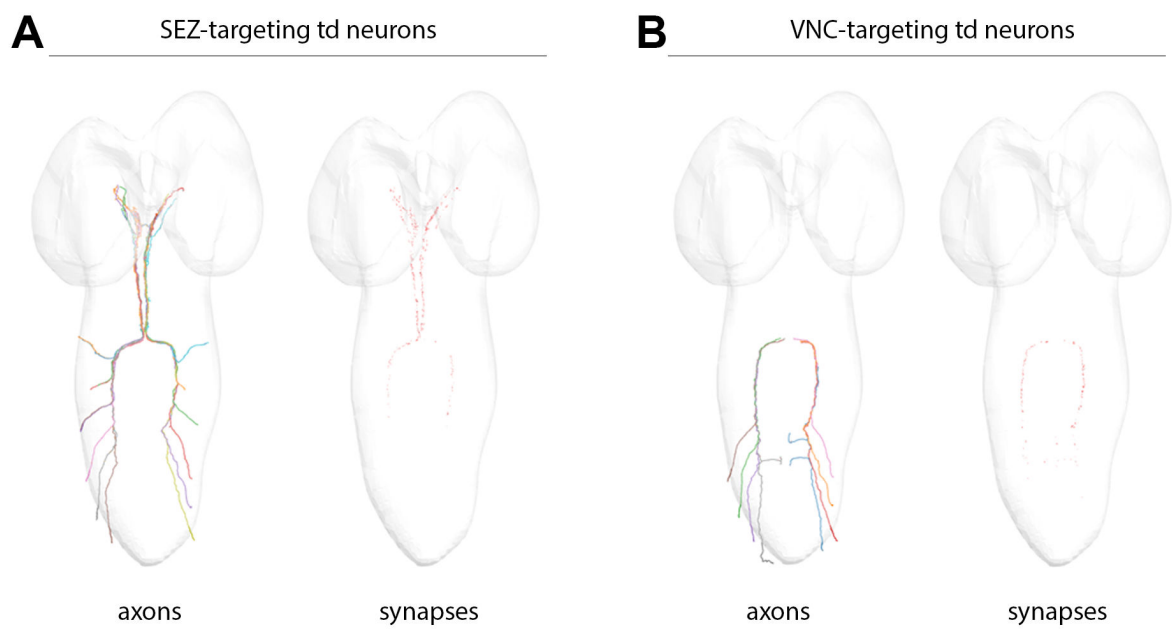 A
SEZ-targeting td neurons
B
VNC-targeting td neurons
axons
synapses
axons
synapses